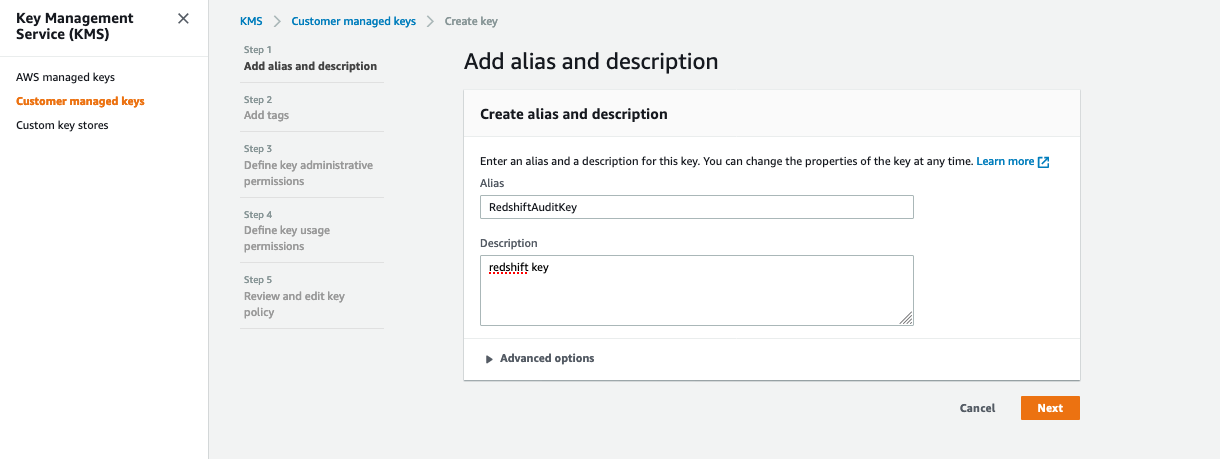 Key Management
Service (KMS)
AWS managed keys
Customer managed keys
Custom key stores
KMS > Customer managed keys > Create key
Step 1
Add alias and description
Step 2
Add tags
Step 3
Define key administrative
permissions
Step 4
Define key usage
permissions
Step 5
Review and edit key
policy
Add alias and description
Create alias and description
Enter an alias and a description for this key. You can change the properties of the key at any time. Learn more
Alias
RedshiftAuditKey
Description
redshift key
Advanced options
Cancel
Next